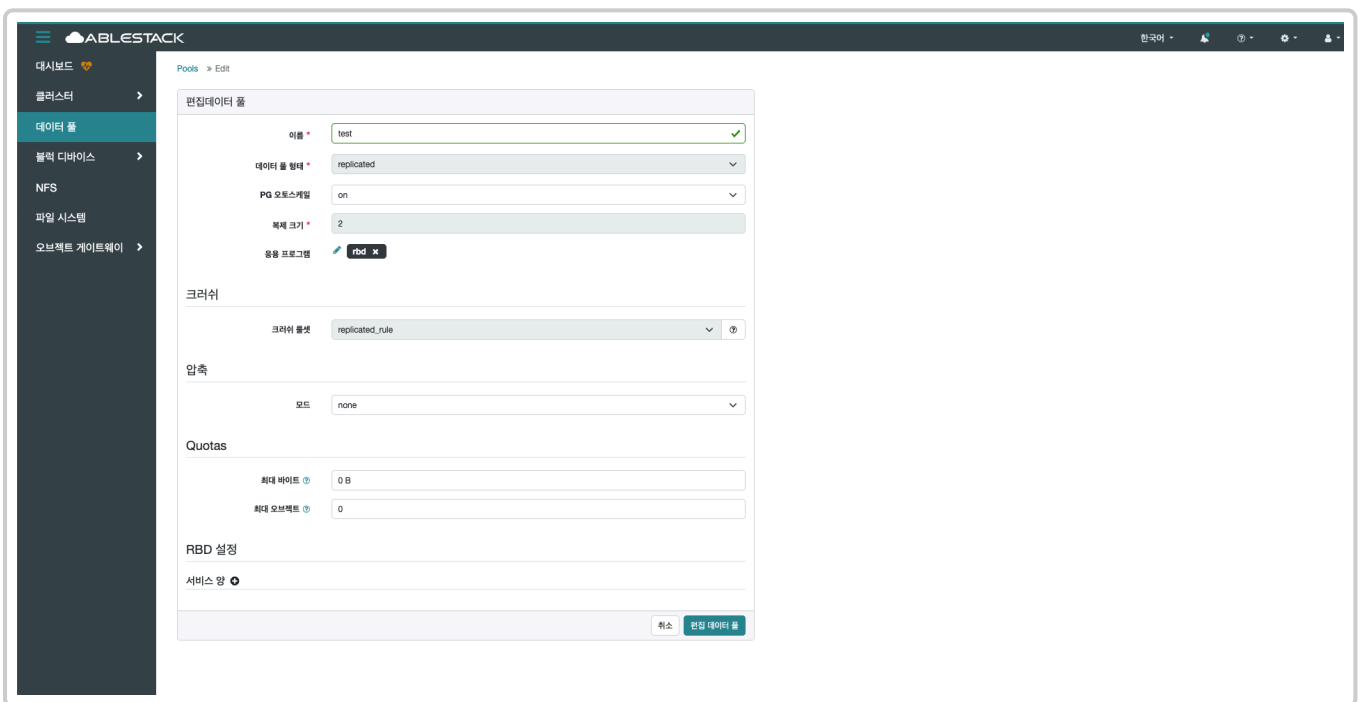 ABLESTACK
한국어
대시보드
클러스터
데이터 풀
블럭 디바이스
NFS
파일 시스템
오브젝트 게이트웨이
Pools » Edit
편집데이터 풀
이름 *
test
데이터 풀 형태 *
replicated
PG 오토스케일
on
복제 크기 *
2
응용 프로그램
rbd ×
크러쉬
크러쉬 룰셋
replicated_rule
압축
모드
none
Quotas
최대 바이트
0 B
최대 오브젝트
0
RBD 설정
서비스 양
취소
편집 데이터 풀